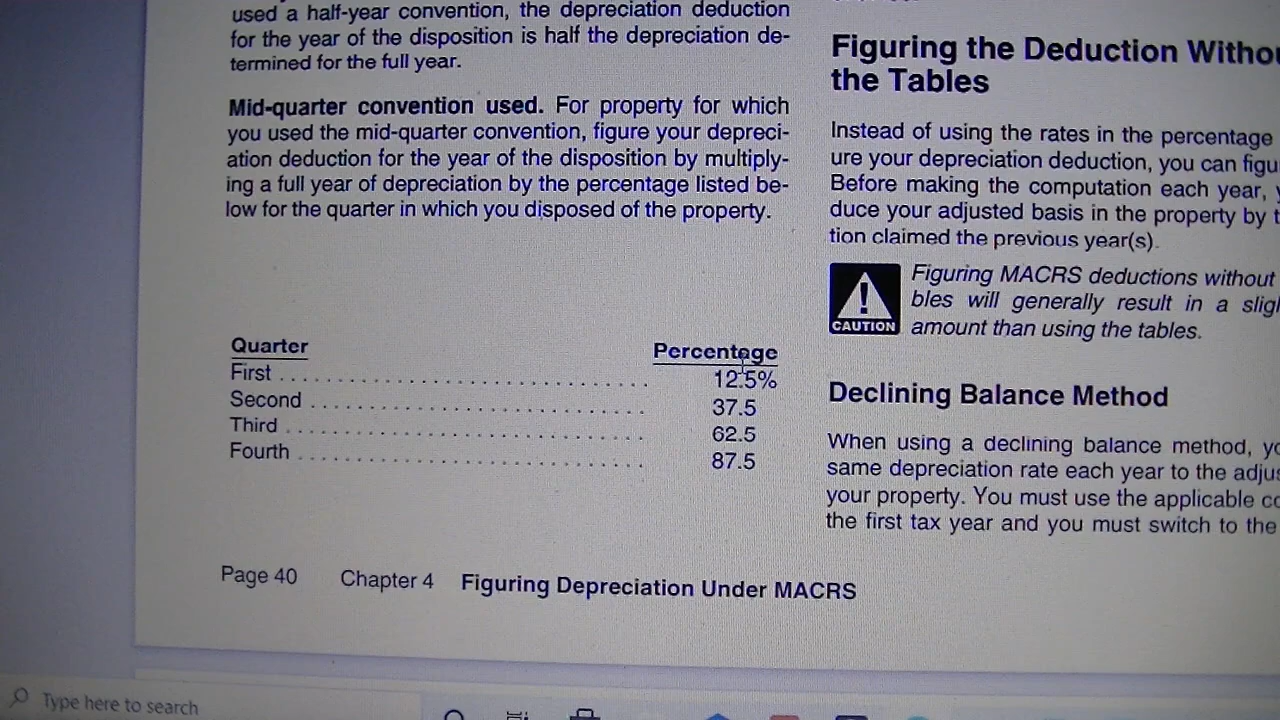 used a half-year convention, the depreciation deduction
for the year of the disposition is half the depreciation de-
termined for the full year.
Mid-quarter convention used. For property for which
you used the mid-quarter convention, figure your depreci-
ation deduction for the year of the disposition by multiply-
ing a full year of depreciation by the percentage listed be-
low for the quarter in which you disposed of the property.
Quarter Percentage
First . . . . . . . . . . . . . . . . . . . . . . . . . . . . . . 12.5%
Second . . . . . . . . . . . . . . . . . . . . . . . . . . . . 37.5
Third . . . . . . . . . . . . . . . . . . . . . . . . . . . . . . 62.5
Fourth . . . . . . . . . . . . . . . . . . . . . . . . . . . . . 87.5
Page 40 Chapter 4 Figuring Depreciation Under MACRS
Figuring the Deduction
the Tables
Instead of using the rates in the percentage
ure your depreciation deduction, you can
Before making the computation each year,
duce your adjusted basis in the property by
tion claimed the previous year(s).
CAUTION
Figuring MACRS deductions without
bles will generally result in a
amount than using the tables.
Declining Balance Method
When using a declining balance method,
same depreciation rate each year to the
your property. You must use the applicable
the first tax year and you must switch to the
Type here to search